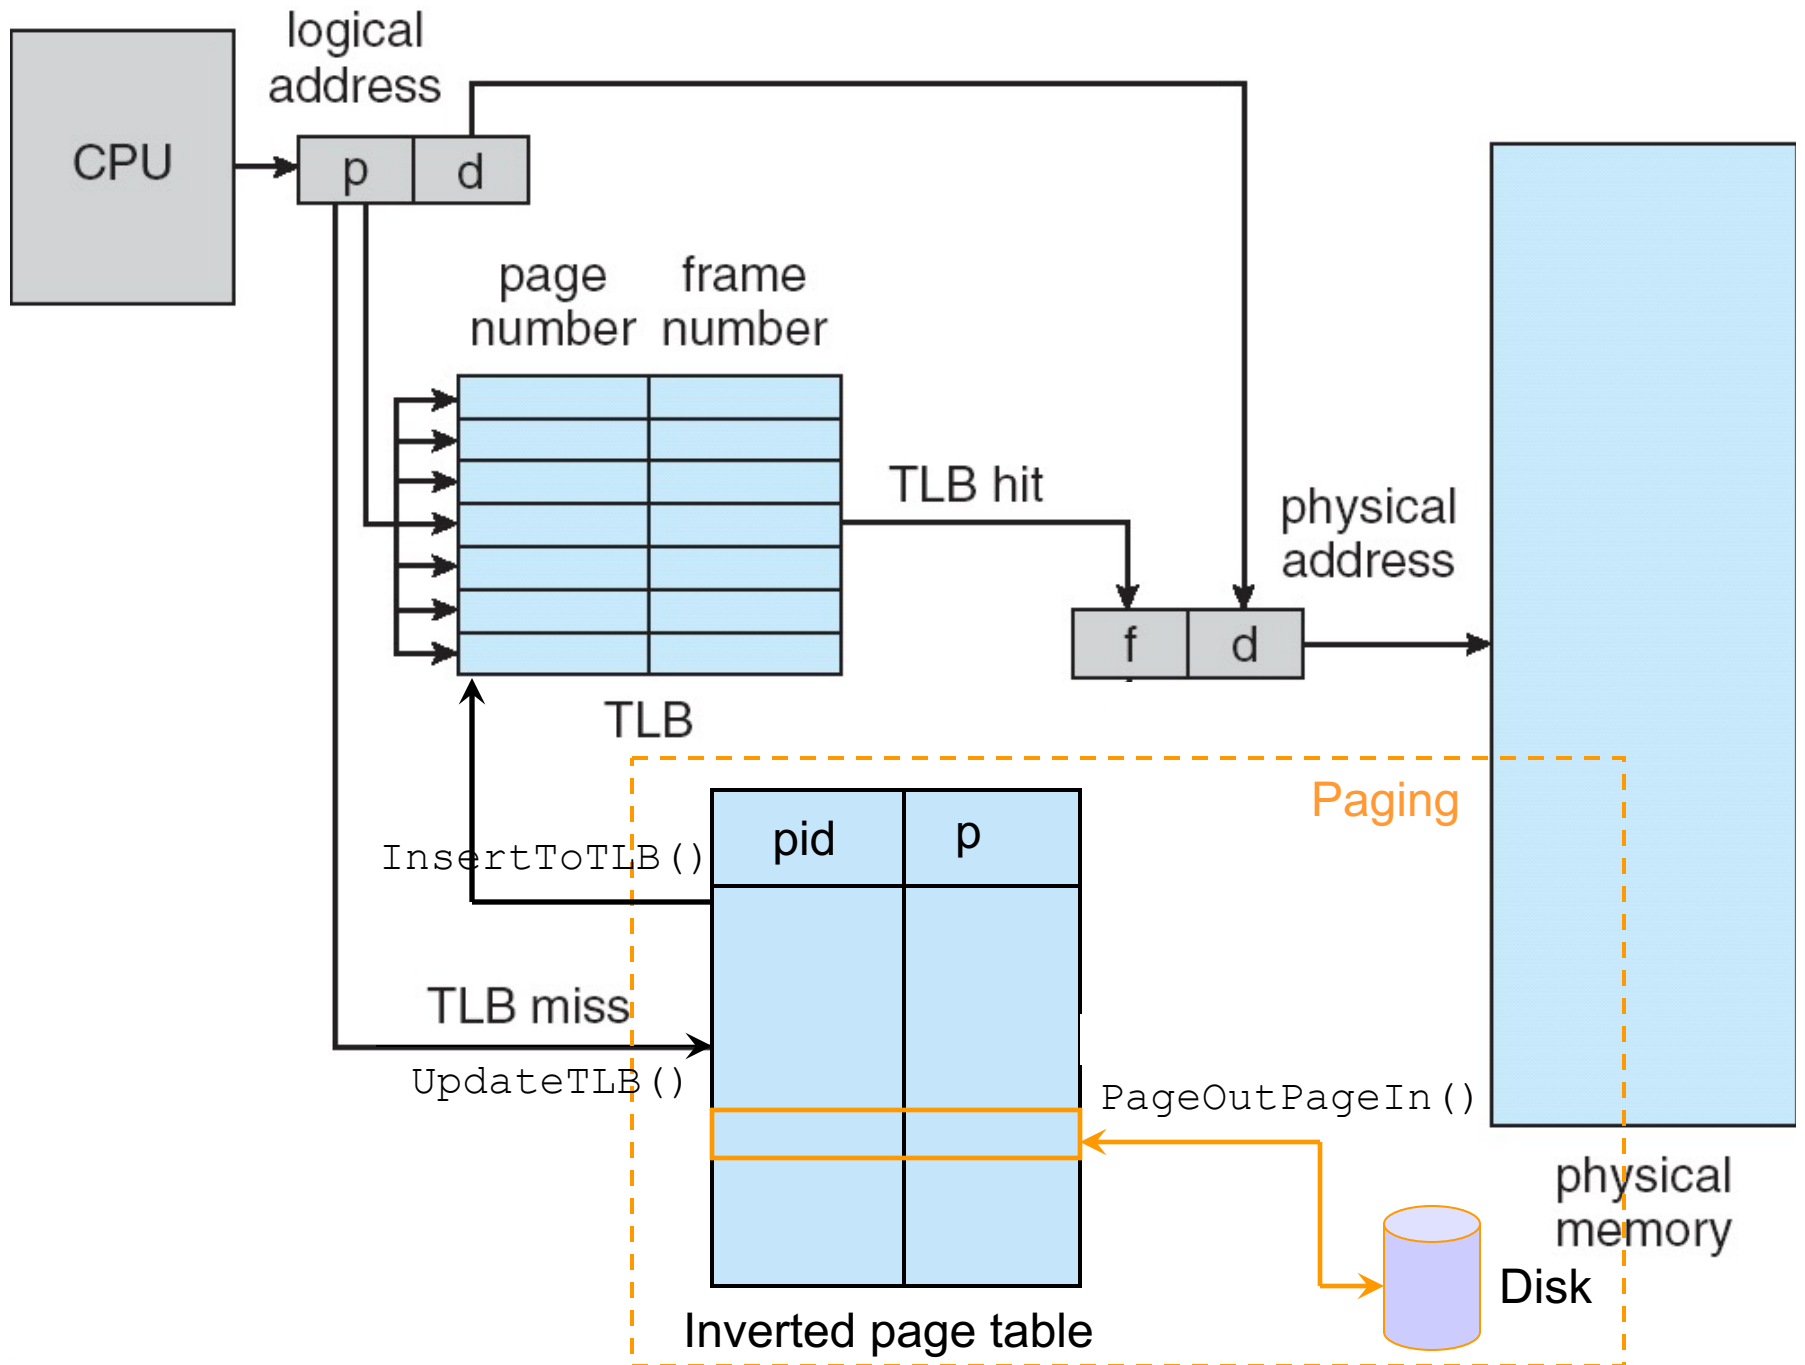 logical
address
CPU
p
d
page
number
frame
number
TLB hit
physical
address
f
d
TLB
Paging
pid
p
InsertToTLB()
TLB miss
UpdateTLB()
PageOutPageIn()
physical
memory
Disk
Inverted page table